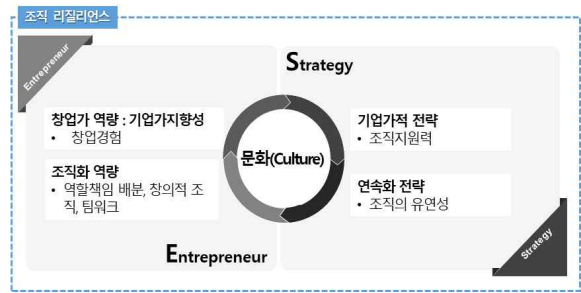 조직 리질리언스
Entrepreneur
Strategy
창업가 역량 : 기업가지향성
• 창업경험
조직화 역량
• 역할책임 배분, 창의적 조
직, 팀워크
Entrepreneur
문화(Culture)
기업가적 전략
• 조직지원력
연속화 전략
• 조직의 유연성
Strategy